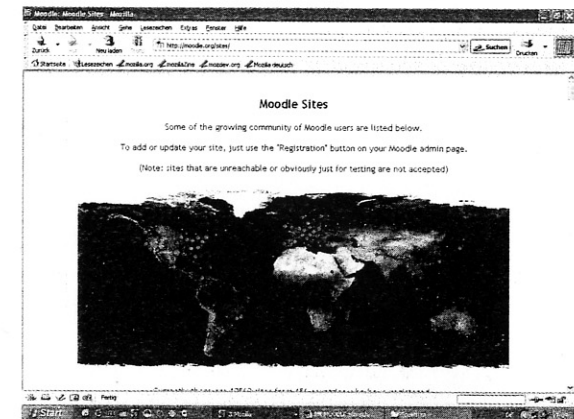 Moodle: Moodle Sites - Mozilla
Datei Bearbeiten Ansicht Gehe Lesezeichen Extras Fenster Hilfe
Zurück Neu laden http://moodle.org/sites/ Suchen Drucken
Startseite Lesezeichen mozilla.org mozillaZine mozdev.org Mozilla deutsch
Moodle Sites
Some of the growing community of Moodle users are listed below.
To add or update your site, just use the "Registration" button on your Moodle admin page.
(Note: sites that are unreachable or obviously just for testing are not accepted)
Fertig
Start